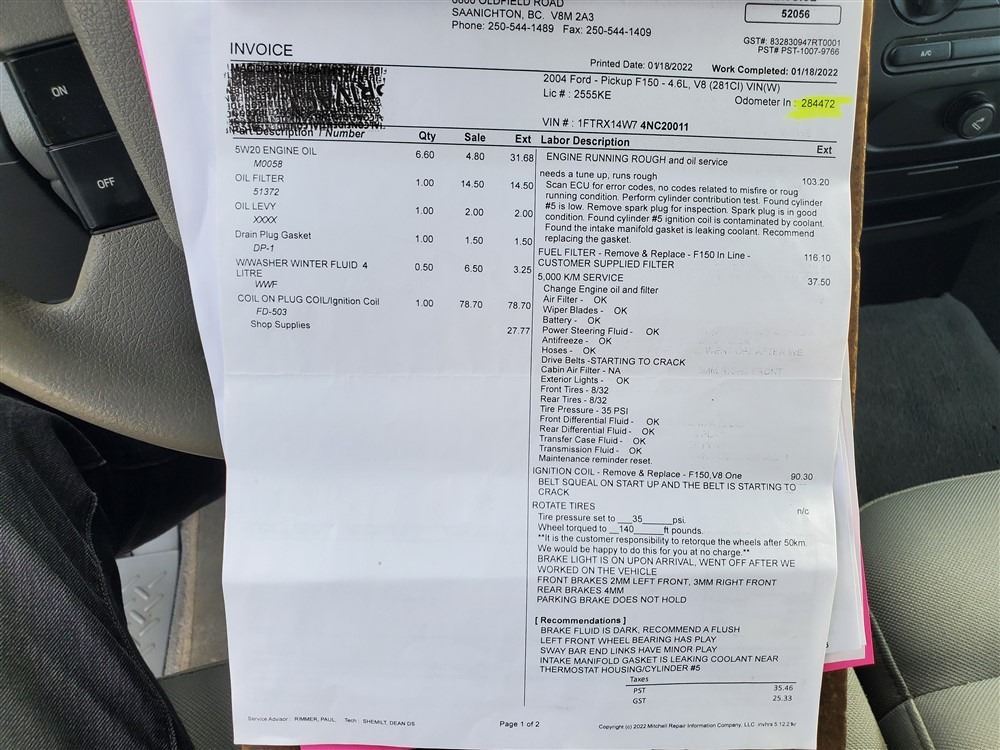 OLDFIELD ROAD
SAANICHTON, BC. V8M 2A3
Phone: 250-544-1489 Fax: 250-544-1409
52056
GST#: 832830947RT0001
PST# PST-1007-9766
INVOICE
Printed Date: 01/18/2022 Work Completed: 01/18/2022
2004 Ford - Pickup F150 - 4.6L, V8 (281CI) VIN(W)
Lic # : 2555KE
Odometer In : 284472
VIN # : 1FTRX14W7 4NC20011
Part Description / Number Qty Sale Ext
5W20 ENGINE OIL 6.60 4.80 31.68
M0058
OIL FILTER 1.00 14.50 14.50
51372
OIL LEVY 1.00 2.00 2.00
XXXX
Drain Plug Gasket 1.00 1.50 1.50
DP-1
W/WASHER WINTER FLUID 4 0.50 6.50 3.25
LITRE
WWF
COIL ON PLUG COIL/Ignition Coil 1.00 78.70 78.70
FD-503
Shop Supplies 27.77
Labor Description Ext
ENGINE RUNNING ROUGH and oil service
needs a tune up, runs rough 103.20
Scan ECU for error codes, no codes related to misfire or roug
running condition. Perform cylinder contribution test. Found cylinder
#5 is low. Remove spark plug for inspection. Spark plug is in good
condition. Found cylinder #5 ignition coil is contaminated by coolant.
Found the intake manifold gasket is leaking coolant. Recommend
replacing the gasket.
FUEL FILTER - Remove & Replace - F150 In Line - 116.10
CUSTOMER SUPPLIED FILTER
5,000 K/M SERVICE 37.50
Change Engine oil and filter
Air Filter - OK
Wiper Blades - OK
Battery - OK
Power Steering Fluid - OK
Antifreeze - OK
Hoses - OK
Drive Belts -STARTING TO CRACK
Cabin Air Filter - NA
Exterior Lights - OK
Front Tires - 8/32
Rear Tires - 8/32
Tire Pressure - 35 PSI
Front Differential Fluid - OK
Rear Differential Fluid - OK
Transfer Case Fluid - OK
Transmission Fluid - OK
Maintenance reminder reset.
IGNITION COIL - Remove & Replace - F150,V8 One 90.30
BELT SQUEAL ON START UP AND THE BELT IS STARTING TO
CRACK
ROTATE TIRES n/c
Tire pressure set to __35______psi.
Wheel torqued to __140______ft pounds.
**It is the customer responsibility to retorque the wheels after 50km.
We would be happy to do this for you at no charge.**
BRAKE LIGHT IS ON UPON ARRIVAL, WENT OFF AFTER WE
WORKED ON THE VEHICLE
FRONT BRAKES 2MM LEFT FRONT, 3MM RIGHT FRONT
REAR BRAKES 4MM
PARKING BRAKE DOES NOT HOLD
[ Recommendations ]
BRAKE FLUID IS DARK, RECOMMEND A FLUSH
LEFT FRONT WHEEL BEARING HAS PLAY
SWAY BAR END LINKS HAVE MINOR PLAY
INTAKE MANIFOLD GASKET IS LEAKING COOLANT NEAR
THERMOSTAT HOUSING/CYLINDER #5
Taxes
PST 35.46
GST 25.33
Service Advisor : RIMMER, PAUL, Tech : SHEMILT, DEAN DS
Page 1 of 2
Copyright (c) 2022 Mitchell Repair Information Company, LLC
ON
OFF
A/C